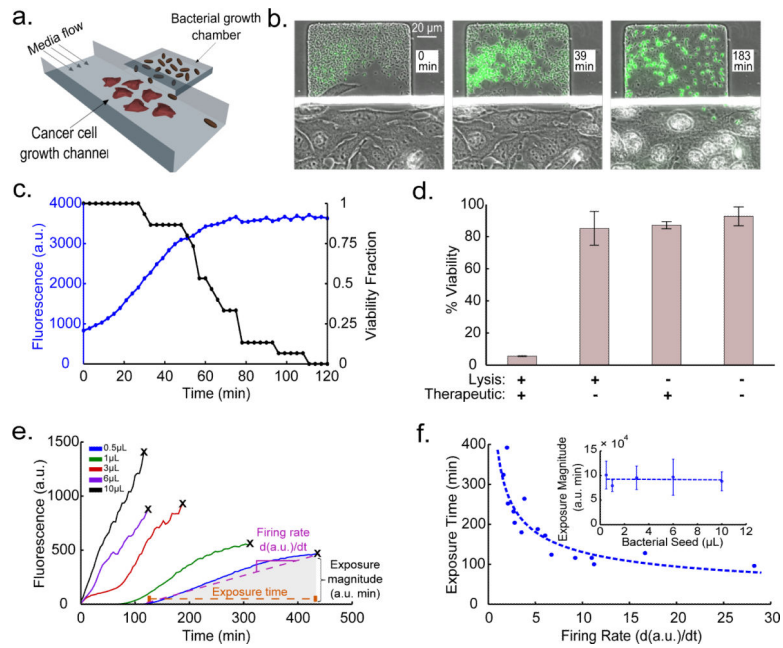 a.
Bacterial growth
chamber
Media flow
Cancer cell
growth channel
b.
20 µm
0
min
39
min
183
min
c.
Fluorescence (a.u.)
4000
3000
2000
1000
0
0 20 40 60 80 100 120
Time (min)
1
0.75
0.5
0.25
0
Viability Fraction
d.
% Viability
100
80
60
40
20
0
Lysis: + + - -
Therapeutic: + - + -
e.
Fluorescence (a.u.)
1500
1000
500
0
0.5µL
1µL
3µL
6µL
10µL
X
X
X
X
X
Firing rate
d(a.u.)/dt
Exposure
magnitude
(a.u. min)
Exposure time
0 100 200 300 400 500
Time (min)
f.
Exposure Time (min)
400
300
200
100
0
0 5 10 15 20 25 30
Firing Rate (d(a.u.)/dt)
Exposure Magnitude
(a.u. min)
× 10⁴
15
10
5
0
0 2 4 6 8 10 12
Bacterial Seed (µL)